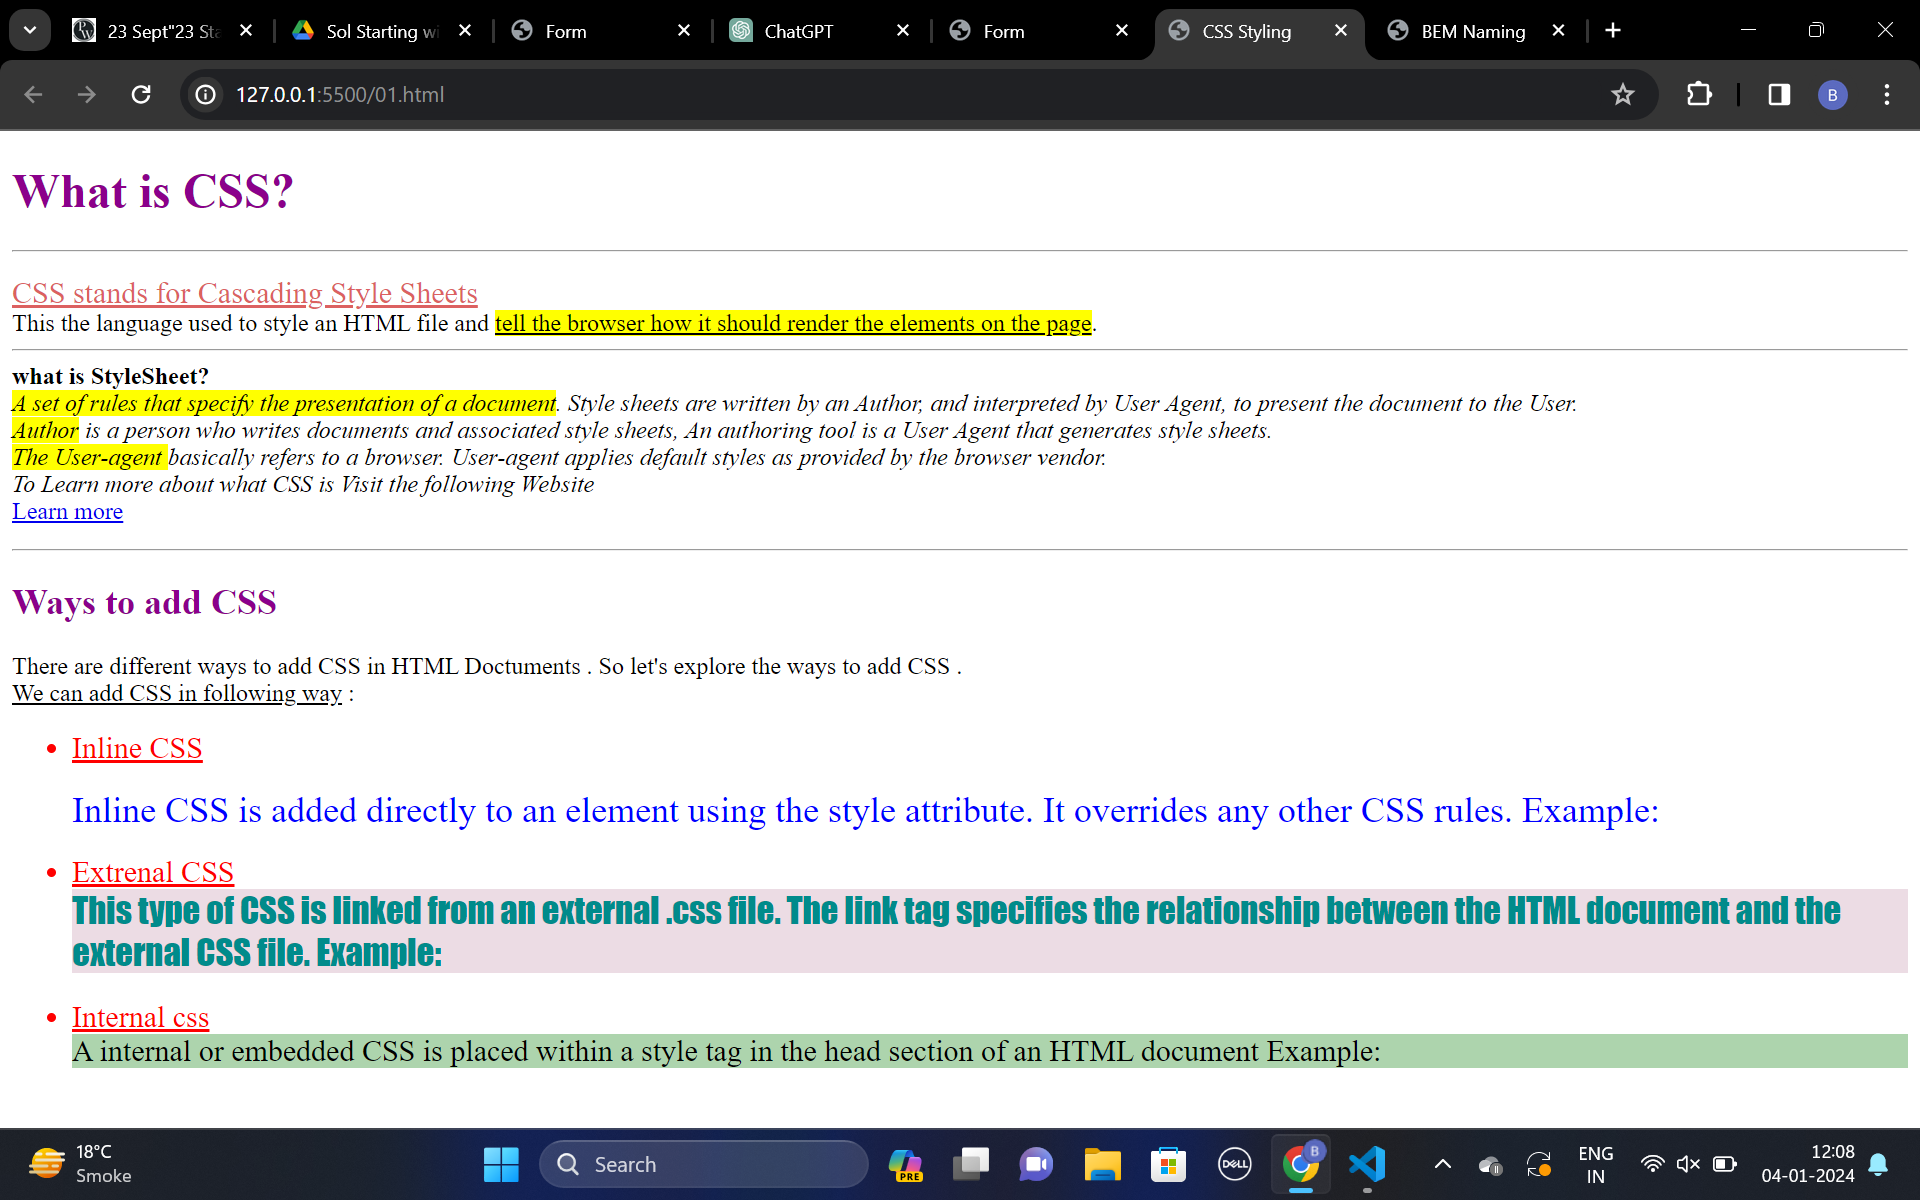 23 Sept"23 Sta
Sol Starting wi
Form
ChatGPT
Form
CSS Styling
BEM Naming
127.0.0.1:5500/01.html
B
What is CSS?
CSS stands for Cascading Style Sheets
This the language used to style an HTML file and tell the browser how it should render the elements on the page.
what is StyleSheet?
A set of rules that specify the presentation of a document. Style sheets are written by an Author, and interpreted by User Agent, to present the document to the User.
Author is a person who writes documents and associated style sheets, An authoring tool is a User Agent that generates style sheets.
The User-agent basically refers to a browser. User-agent applies default styles as provided by the browser vendor.
To Learn more about what CSS is Visit the following Website
Learn more
Ways to add CSS
There are different ways to add CSS in HTML Doctuments . So let's explore the ways to add CSS .
We can add CSS in following way :
• Inline CSS
Inline CSS is added directly to an element using the style attribute. It overrides any other CSS rules. Example:
• Extrenal CSS
This type of CSS is linked from an external .css file. The link tag specifies the relationship between the HTML document and the
external CSS file. Example:
• Internal css
A internal or embedded CSS is placed within a style tag in the head section of an HTML document Example:
18°C
Smoke
Search
PRE
DELL
B
ENG
IN
12:08
04-01-2024